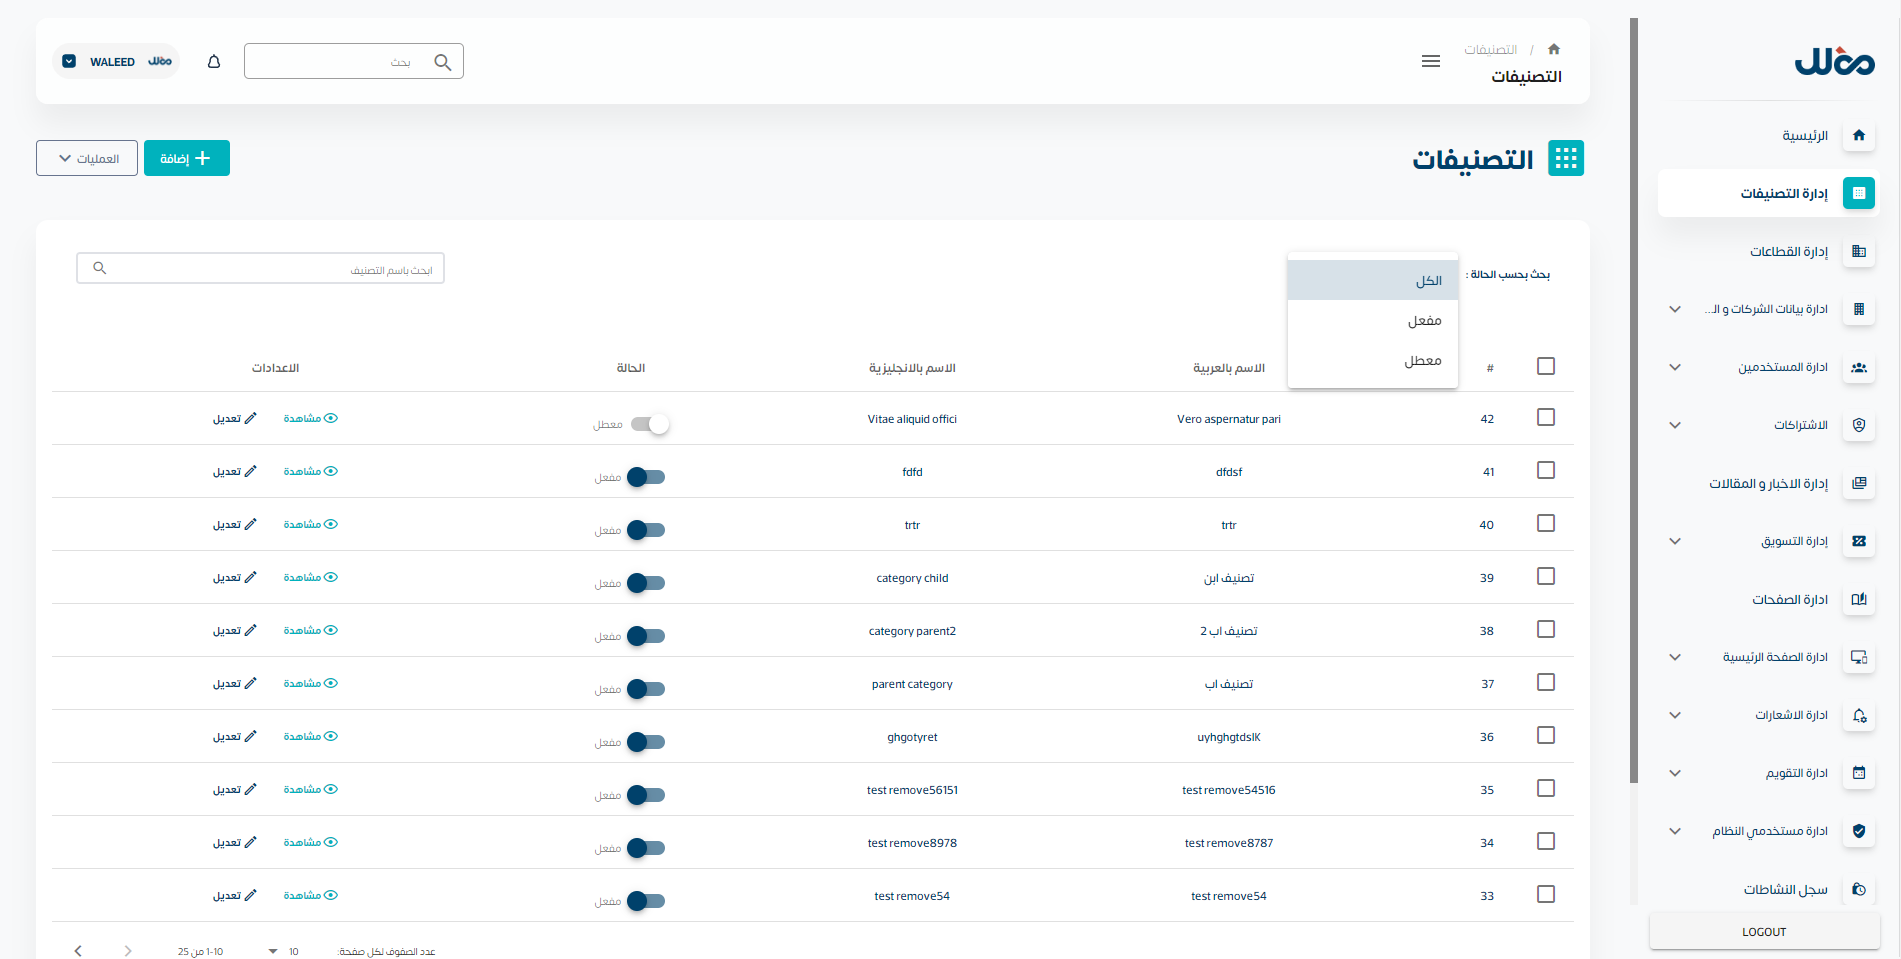 مقلل
الرئيسية
إدارة التصنيفات
إدارة القطاعات
ادارة بيانات الشركات و الـ...
ادارة المستخدمين
الاشتراكات
إدارة الاخبار و المقالات
إدارة التسويق
ادارة الصفحات
ادارة الصفحة الرئيسية
ادارة الاشعارات
ادارة التقويم
ادارة مستخدمي النظام
سجل النشاطات
LOGOUT
التصنيفات /
التصنيفات
بحث
WALEED
التصنيفات
إضافة
العمليات
بحث بحسب الحالة :
الكل
مفعل
معطل
ابحث باسم التصنيف
# الاسم بالعربية الاسم بالانجليزية الحالة الاعدادات
42 Vero aspernatur pari Vitae aliquid offici معطل مشاهدة تعديل
41 dfdsf fdfd مفعل مشاهدة تعديل
40 trtr trtr مفعل مشاهدة تعديل
39 تصنيف ابن category child مفعل مشاهدة تعديل
38 تصنيف اب 2 category parent2 مفعل مشاهدة تعديل
37 تصنيف اب parent category مفعل مشاهدة تعديل
36 uyhghgtdslK ghgotyret مفعل مشاهدة تعديل
35 test remove54516 test remove56151 مفعل مشاهدة تعديل
34 test remove8787 test remove8978 مفعل مشاهدة تعديل
33 test remove54 test remove54 مفعل مشاهدة تعديل
عدد الصفوف لكل صفحة: 10 1-10 من 25